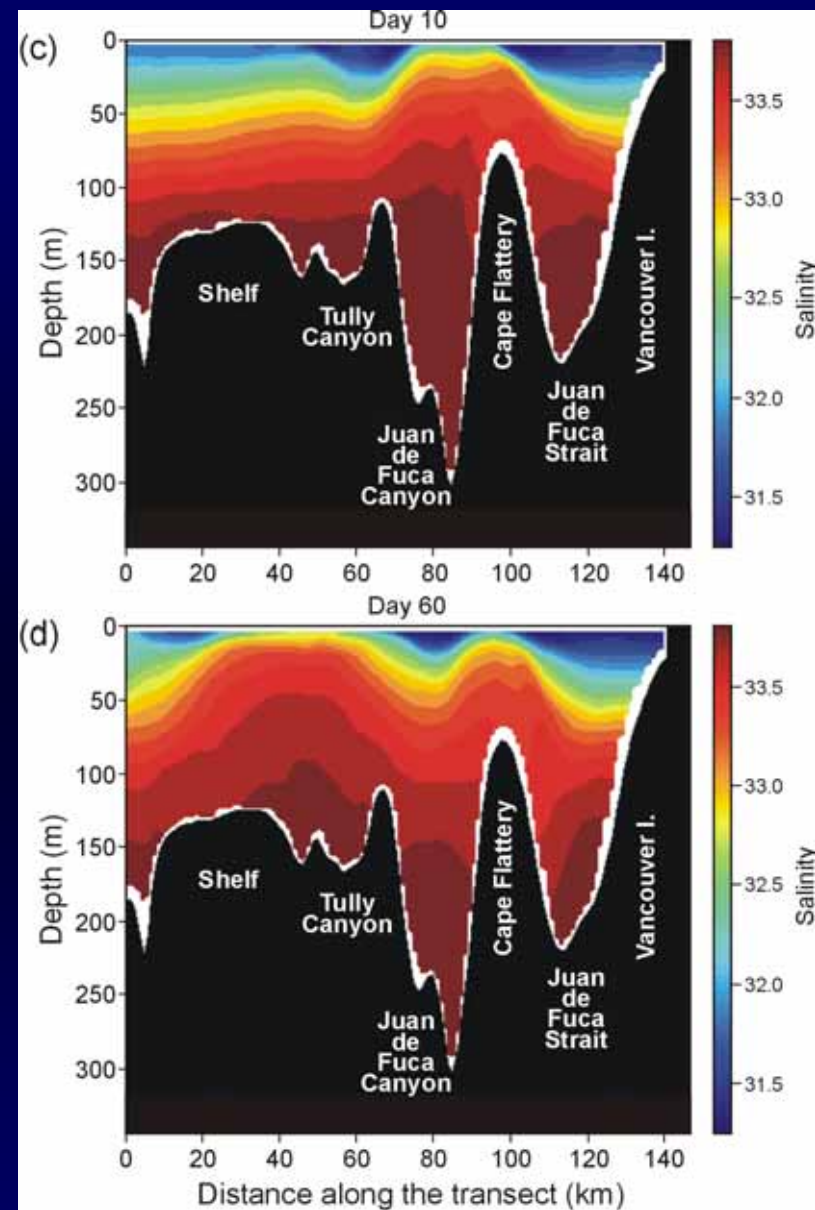 Day 10
(c)
0
50
100
150
200
250
300
Depth (m)
Shelf
Tully
Canyon
Juan
de
Fuca
Canyon
Cape Flattery
Juan
de
Fuca
Strait
Vancouver I.
0 20 40 60 80 100 120 140
33.5
33.0
32.5
32.0
31.5
Salinity
Day 60
(d)
0
50
100
150
200
250
300
Depth (m)
Shelf
Tully
Canyon
Juan
de
Fuca
Canyon
Cape Flattery
Juan
de
Fuca
Strait
Vancouver I.
0 20 40 60 80 100 120 140
Distance along the transect (km)
33.5
33.0
32.5
32.0
31.5
Salinity